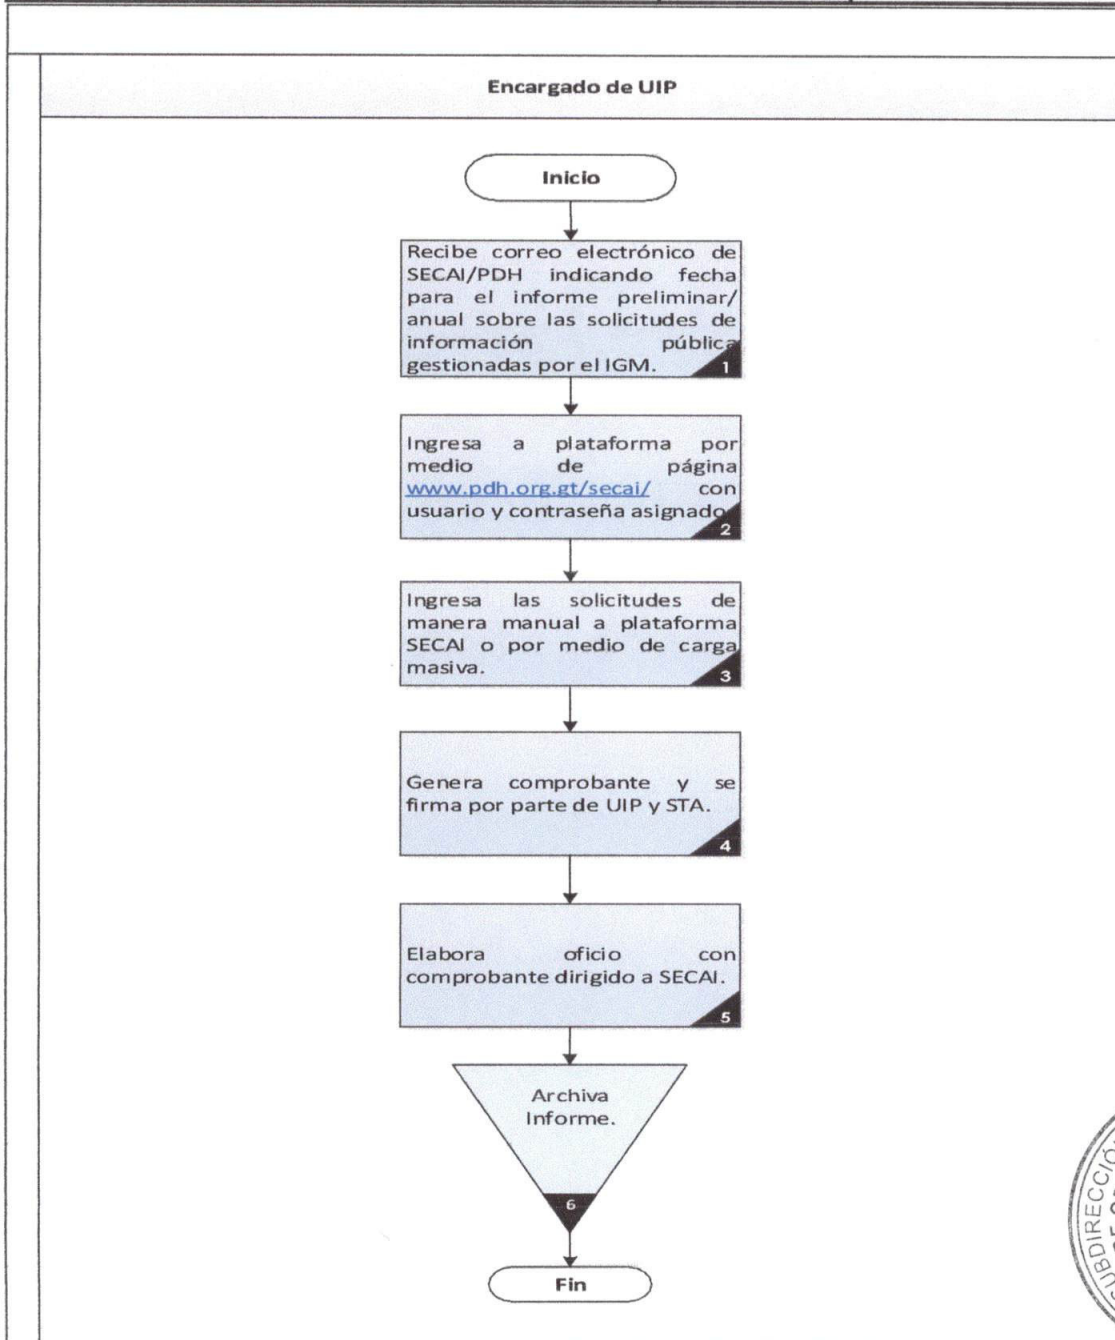 Encargado de UIP
Inicio
Recibe correo electrónico de
SECAI/PDH indicando fecha
para el informe preliminar/
anual sobre las solicitudes de
información pública
gestionadas por el IGM.
1
Ingresa a plataforma por
medio de página
www.pdh.org.gt/secai/ con
usuario y contraseña asignado.
2
Ingresa las solicitudes de
manera manual a plataforma
SECAI o por medio de carga
masiva.
3
Genera comprobante y se
firma por parte de UIP y STA.
4
Elabora oficio con
comprobante dirigido a SECAI.
5
Archiva
Informe.
6
Fin